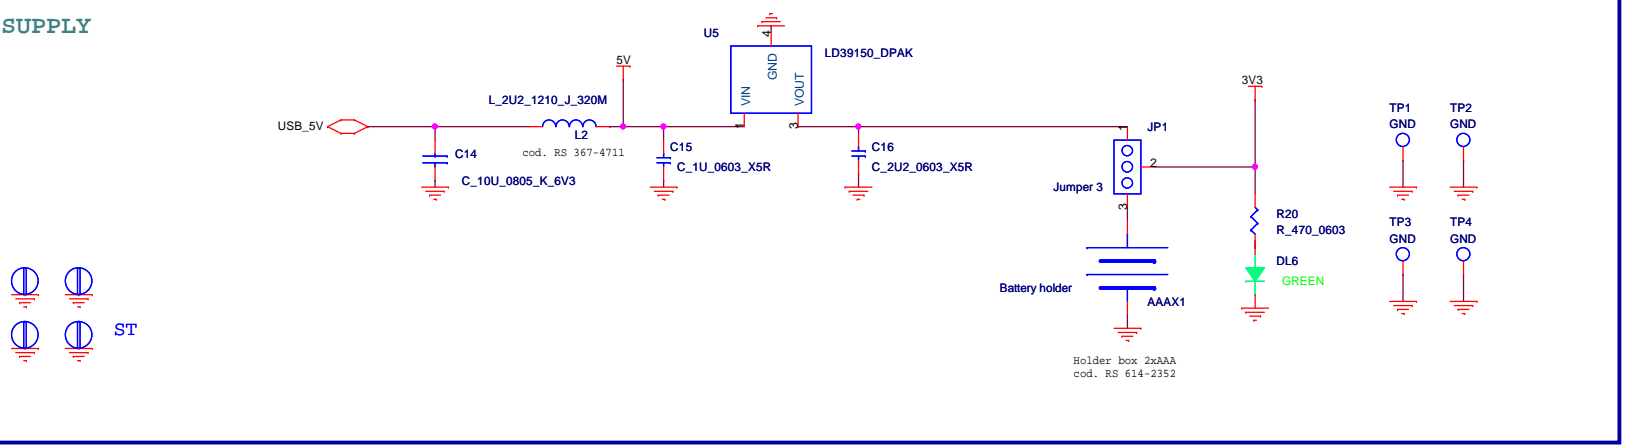 SUPPLY
U5
4
GND
LD39150_DPAK
VIN
VOUT
1
3
5V
L_2U2_1210_J_320M
L2
cod. RS 367-4711
USB_5V
C14
C_10U_0805_K_6V3
C15
C_1U_0603_X5R
C16
C_2U2_0603_X5R
1
JP1
2
Jumper 3
3
3V3
R20
R_470_0603
DL6
GREEN
Battery holder
AAAX1
Holder box 2xAAA
cod. RS 614-2352
TP1
GND
TP2
GND
TP3
GND
TP4
GND
ST